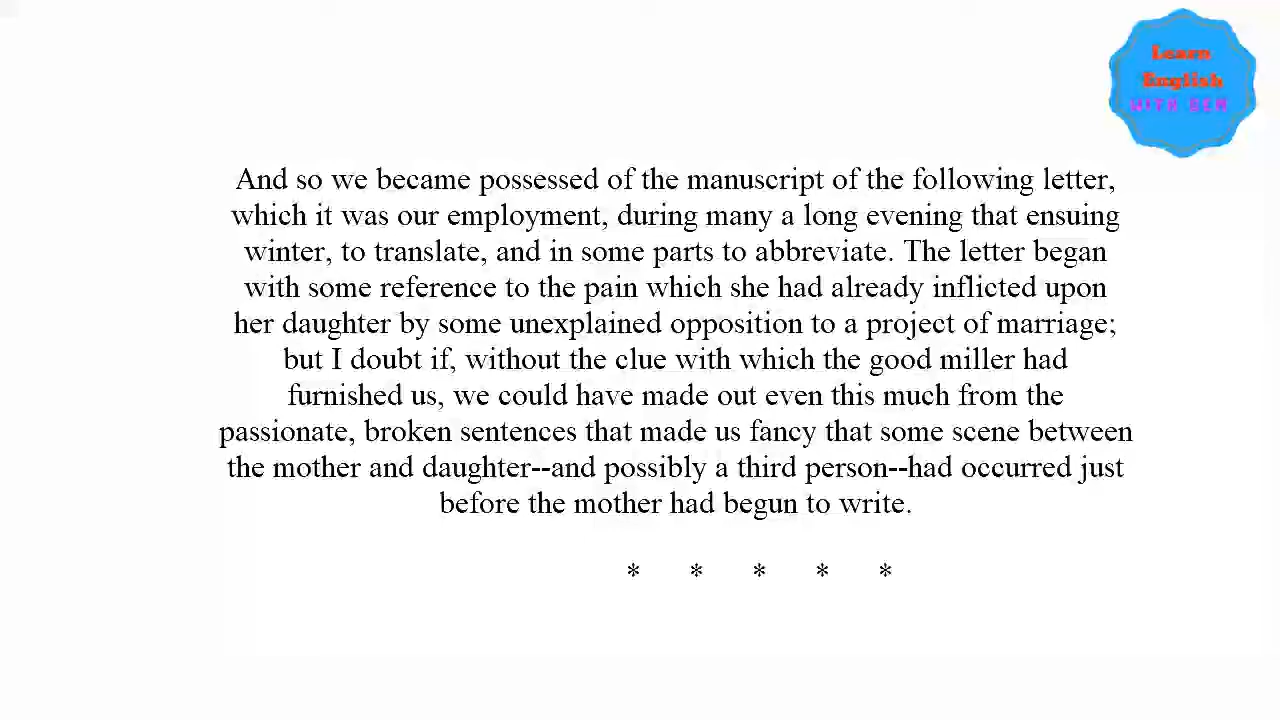 Learn
English
WITH GEM
And so we became possessed of the manuscript of the following letter,
which it was our employment, during many a long evening that ensuing
winter, to translate, and in some parts to abbreviate. The letter began
with some reference to the pain which she had already inflicted upon
her daughter by some unexplained opposition to a project of marriage;
but I doubt if, without the clue with which the good miller had
furnished us, we could have made out even this much from the
passionate, broken sentences that made us fancy that some scene between
the mother and daughter--and possibly a third person--had occurred just
before the mother had begun to write.
* * * * *